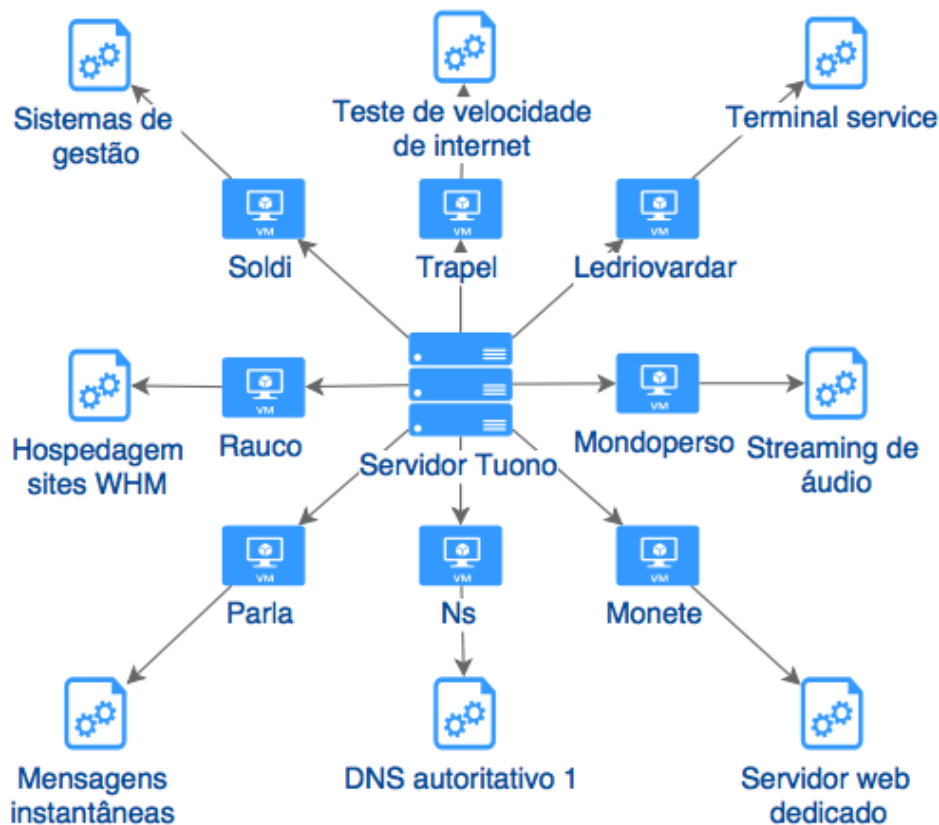 Sistemas de
gestão
Teste de velocidade
de internet
Terminal service
VM
Soldi
VM
Trapel
VM
Ledriovardar
Hospedagem
sites WHM
VM
Rauco
Servidor Tuono
VM
Mondoperso
Streaming de
áudio
VM
Parla
VM
Ns
VM
Monete
Mensagens
instantâneas
DNS autoritativo 1
Servidor web
dedicado